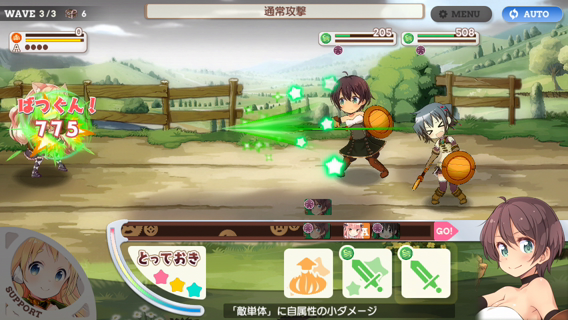 WAVE 3/3 6
通常攻撃
MENU
AUTO
0
A
205
508
ばつぐん!
775
A
GO!
とっておき
SUPPORT
「敵単体」に自属性の小ダメージ